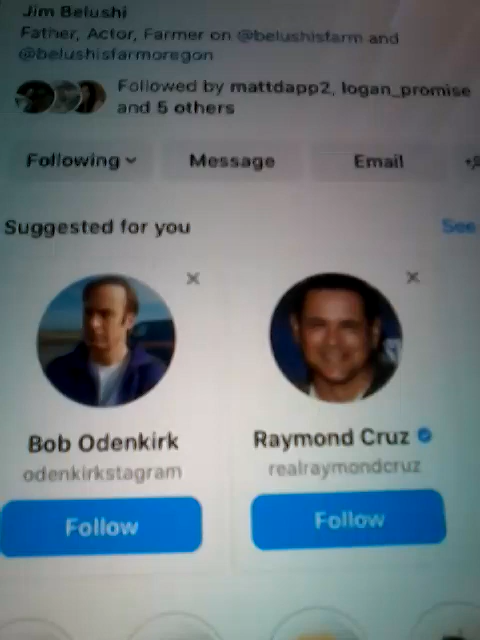 Jim Belushi
Father, Actor, Farmer on @belushisfarm and
@belushisfarmoregon
Followed by mattdapp2, logan_promise
and 5 others
Following Message Email
Suggested for you See
Bob Odenkirk Raymond Cruz
odenkirkstagram realraymondcruz
Follow Follow